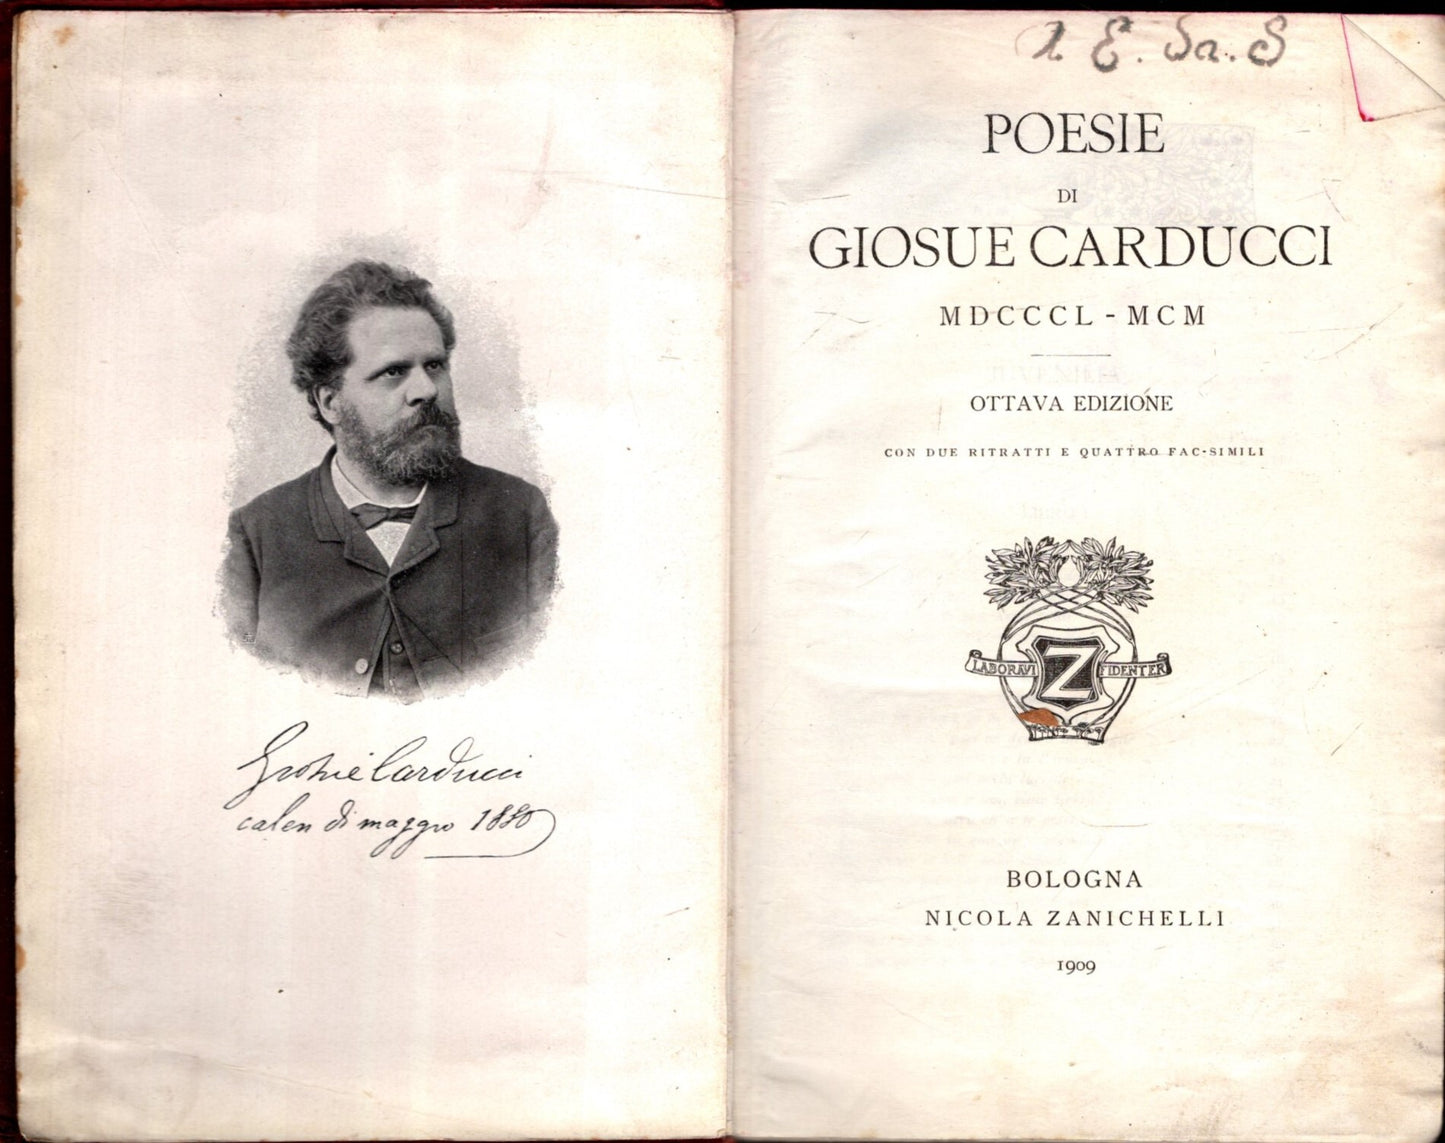 Giosuè Carducci
calen di maggio 1880
POESIE
DI
GIOSUE CARDUCCI
MDCCCL - MCM
OTTAVA EDIZIONE
CON DUE RITRATTI E QUATTRO FAC-SIMILI
LABORAVI FIDENTER
Z
BOLOGNA
NICOLA ZANICHELLI
1909